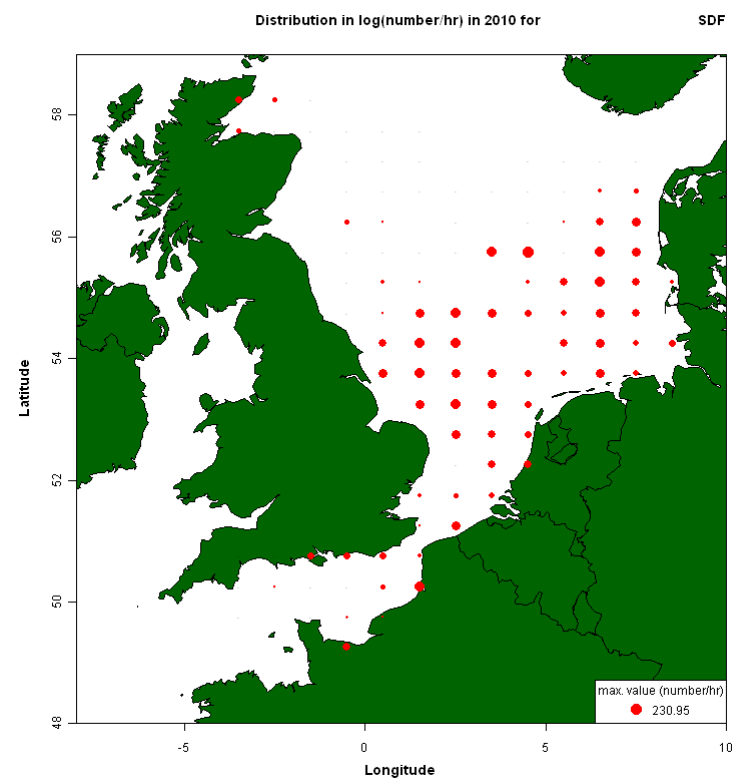 Distribution in log(number/hr) in 2010 for SDF
58
56
54
52
50
48
Latitude
-5 0 5 10
Longitude
max. value (number/hr)
230.95